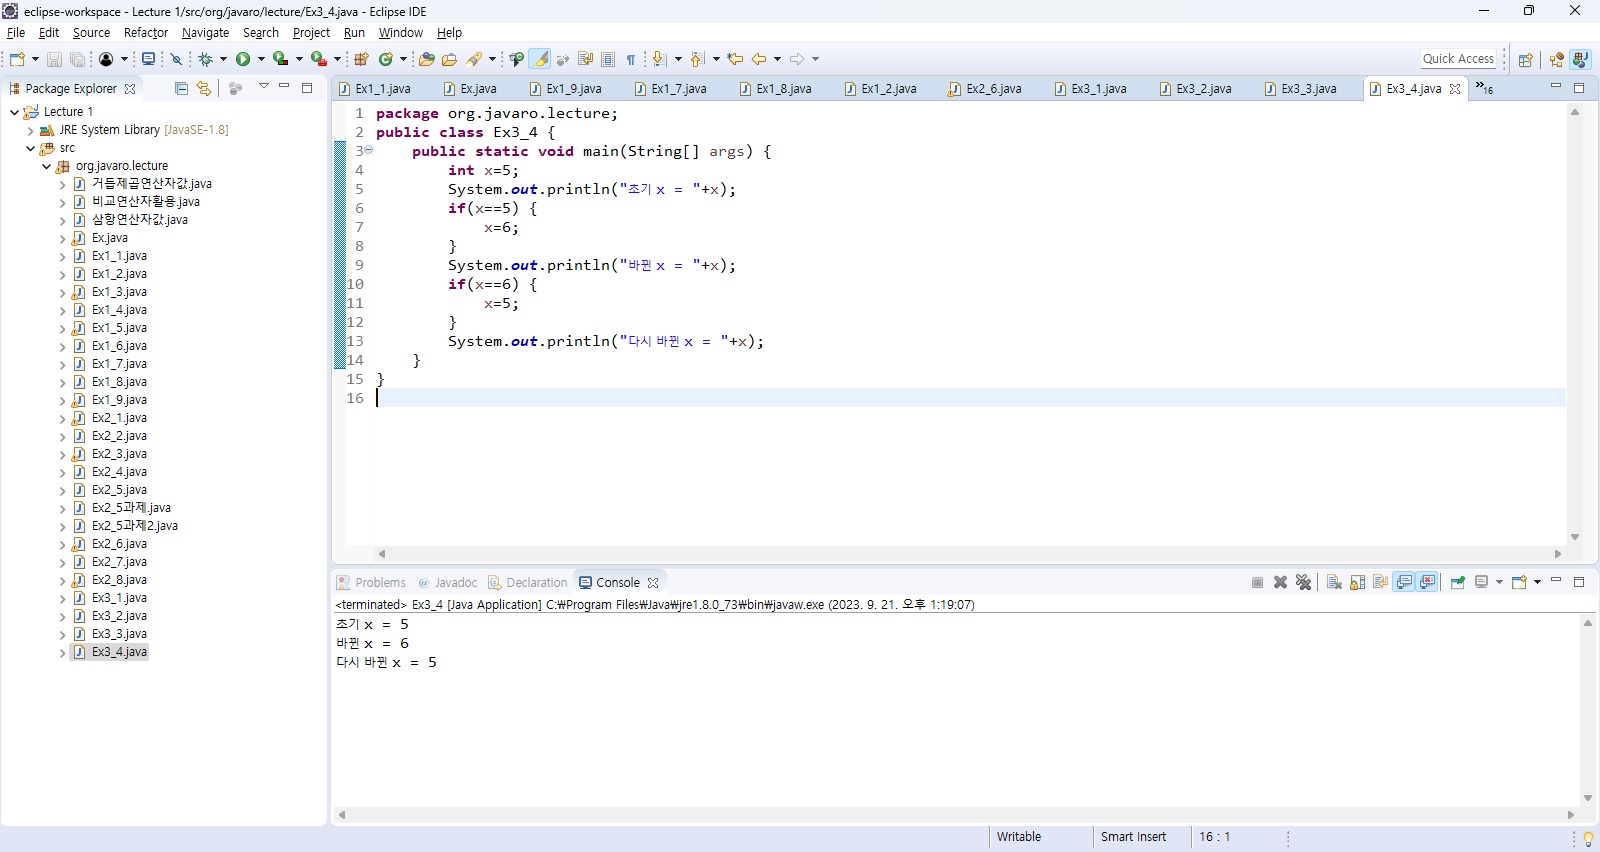 eclipse-workspace - Lecture 1/src/org/javaro/lecture/Ex3_4.java - Eclipse IDE
File Edit Source Refactor Navigate Search Project Run Window Help
Quick Access
Package Explorer
Lecture 1
JRE System Library [JavaSE-1.8]
src
org.javaro.lecture
거듭제곱연산자값.java
비교연산자활용.java
삼항연산자값.java
Ex.java
Ex1_1.java
Ex1_2.java
Ex1_3.java
Ex1_4.java
Ex1_5.java
Ex1_6.java
Ex1_7.java
Ex1_8.java
Ex1_9.java
Ex2_1.java
Ex2_2.java
Ex2_3.java
Ex2_4.java
Ex2_5.java
Ex2_5과제.java
Ex2_5과제2.java
Ex2_6.java
Ex2_7.java
Ex2_8.java
Ex3_1.java
Ex3_2.java
Ex3_3.java
Ex3_4.java
Ex1_1.java Ex.java Ex1_9.java Ex1_7.java Ex1_8.java Ex1_2.java Ex2_6.java Ex3_1.java Ex3_2.java Ex3_3.java Ex3_4.java »16
1 package org.javaro.lecture;
2 public class Ex3_4 {
3 public static void main(String[] args) {
4 int x=5;
5 System.out.println("초기 x = "+x);
6 if(x==5) {
7 x=6;
8 }
9 System.out.println("바뀐 x = "+x);
10 if(x==6) {
11 x=5;
12 }
13 System.out.println("다시 바뀐 x = "+x);
14 }
15 }
16
Problems @ Javadoc Declaration Console
<terminated> Ex3_4 [Java Application] C:₩Program Files₩Java₩jre1.8.0_73₩bin₩javaw.exe (2023. 9. 21. 오후 1:19:07)
초기 x = 5
바뀐 x = 6
다시 바뀐 x = 5
Writable Smart Insert 16 : 1